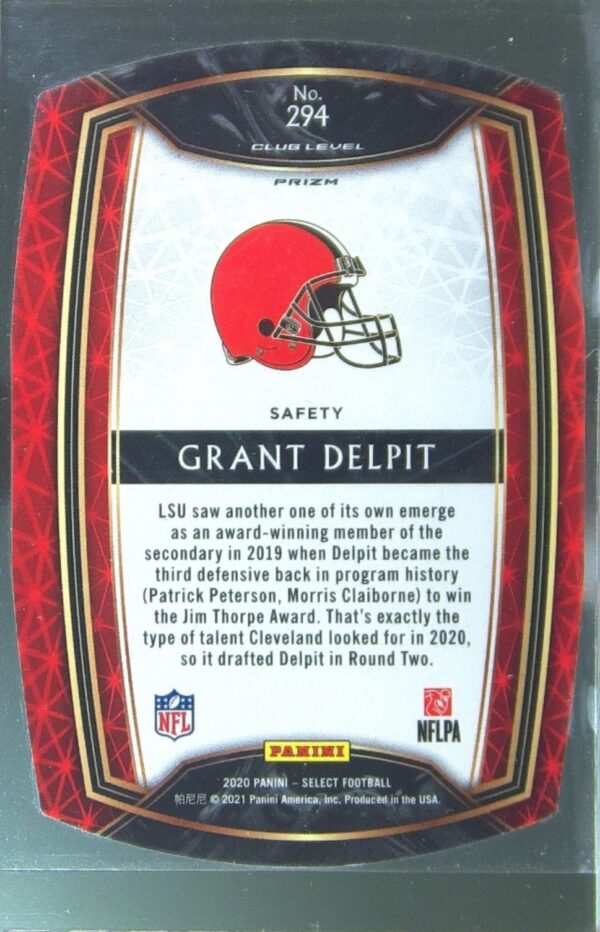 No.
294
CLUB LEVEL
PRIZM
SAFETY
GRANT DELPIT
LSU saw another one of its own emerge
as an award-winning member of the
secondary in 2019 when Delpit became the
third defensive back in program history
(Patrick Peterson, Morris Claiborne) to win
the Jim Thorpe Award. That's exactly the
type of talent Cleveland looked for in 2020,
so it drafted Delpit in Round Two.
NFL
NFLPA
PANINI
2020 PANINI – SELECT FOOTBALL
帕尼尼 © 2021 Panini America, Inc. Produced in the USA.